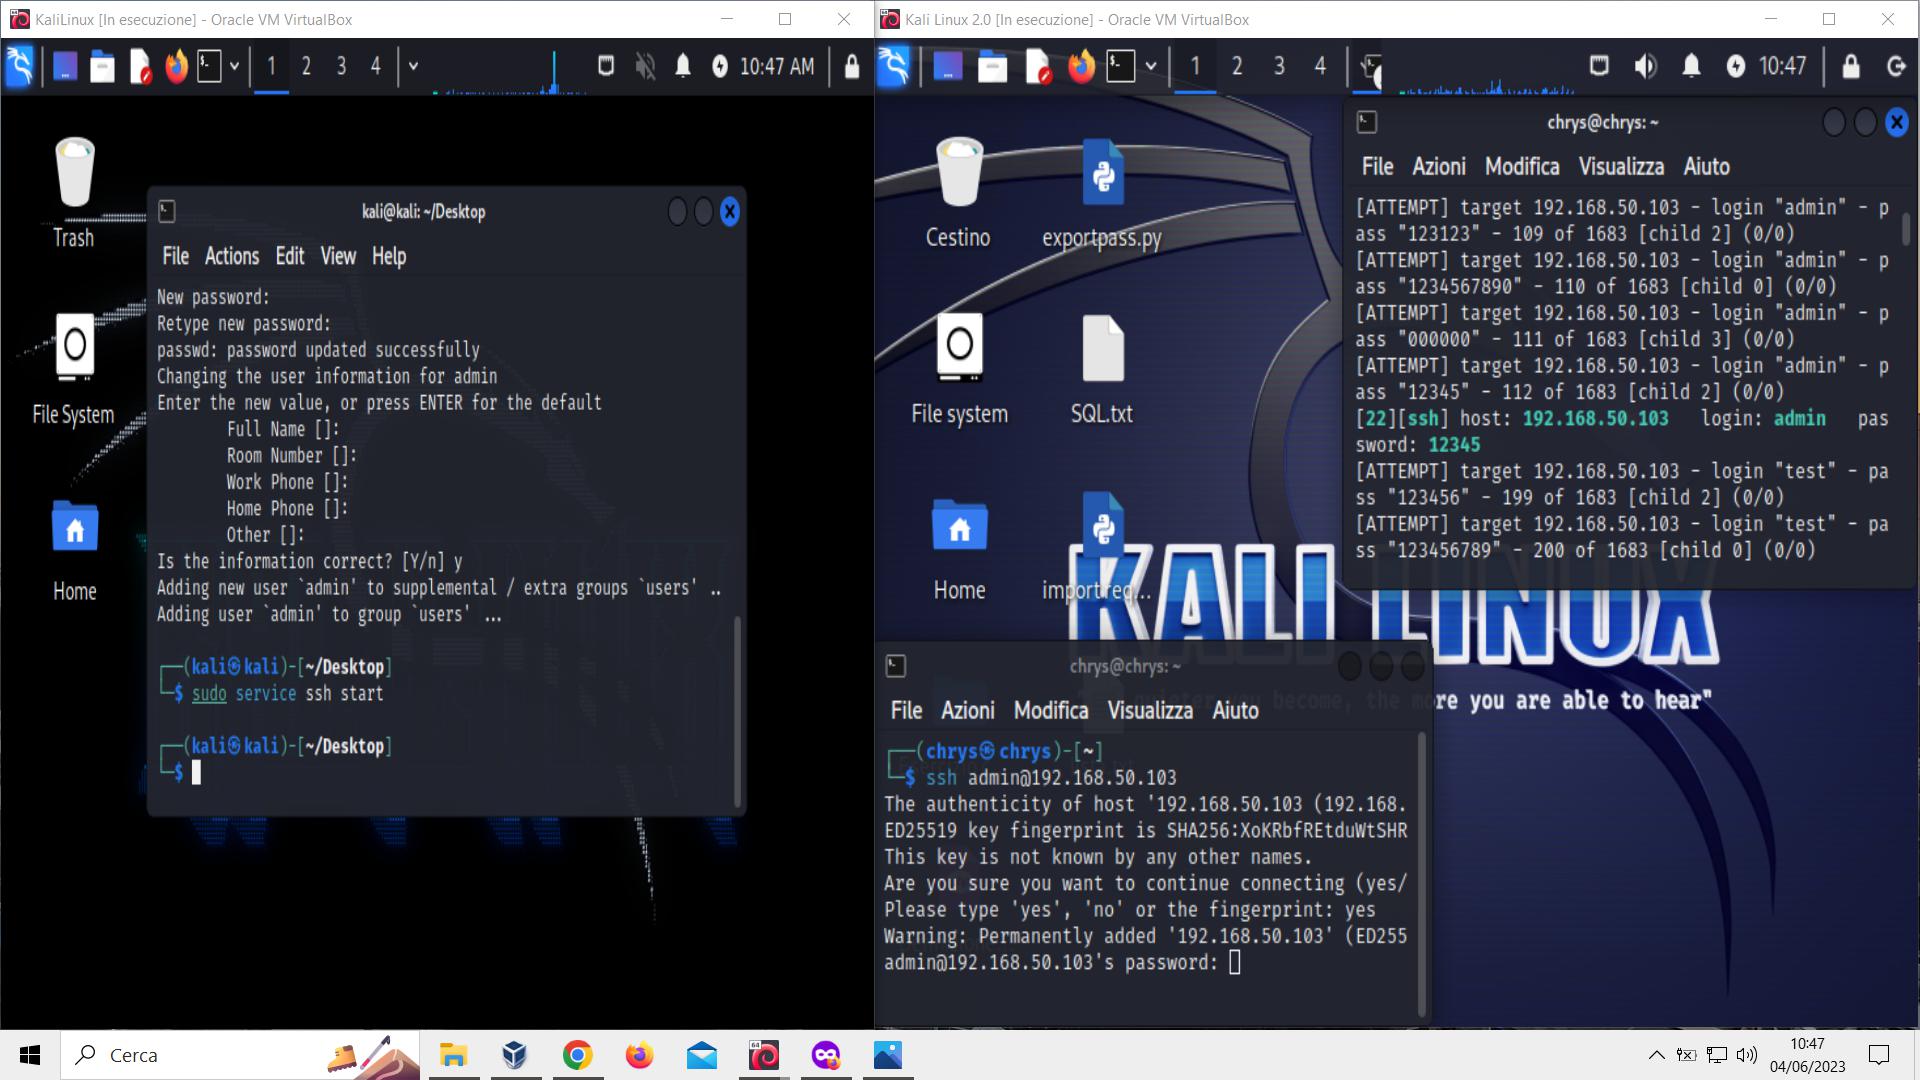 KaliLinux [In esecuzione] - Oracle VM VirtualBox
1 2 3 4
10:47 AM
Trash
File System
Home
kali@kali: ~/Desktop
File Actions Edit View Help
New password:
Retype new password:
passwd: password updated successfully
Changing the user information for admin
Enter the new value, or press ENTER for the default
Full Name []:
Room Number []:
Work Phone []:
Home Phone []:
Other []:
Is the information correct? [Y/n] y
Adding new user `admin' to supplemental / extra groups `users' ..
Adding user `admin' to group `users' ...
┌──(kali㉿kali)-[~/Desktop]
└─$ sudo service ssh start
┌──(kali㉿kali)-[~/Desktop]
└─$
Kali Linux 2.0 [In esecuzione] - Oracle VM VirtualBox
1 2 3 4
10:47
Cestino
exportpass.py
File system
SQL.txt
Home
importreq...
chrys@chrys: ~
File Azioni Modifica Visualizza Aiuto
[ATTEMPT] target 192.168.50.103 - login "admin" - p
ass "123123" - 109 of 1683 [child 2] (0/0)
[ATTEMPT] target 192.168.50.103 - login "admin" - p
ass "1234567890" - 110 of 1683 [child 0] (0/0)
[ATTEMPT] target 192.168.50.103 - login "admin" - p
ass "000000" - 111 of 1683 [child 3] (0/0)
[ATTEMPT] target 192.168.50.103 - login "admin" - p
ass "12345" - 112 of 1683 [child 2] (0/0)
[22][ssh] host: 192.168.50.103 login: admin pas
sword: 12345
[ATTEMPT] target 192.168.50.103 - login "test" - pa
ss "123456" - 199 of 1683 [child 2] (0/0)
[ATTEMPT] target 192.168.50.103 - login "test" - pa
ss "123456789" - 200 of 1683 [child 0] (0/0)
KALI LINUX
become, the more you are able to hear"
chrys@chrys: ~
File Azioni Modifica Visualizza Aiuto
┌──(chrys㉿chrys)-[~]
└─$ ssh admin@192.168.50.103
The authenticity of host '192.168.50.103 (192.168.
ED25519 key fingerprint is SHA256:XoKRbfREtduWtSHR
This key is not known by any other names.
Are you sure you want to continue connecting (yes/
Please type 'yes', 'no' or the fingerprint: yes
Warning: Permanently added '192.168.50.103' (ED255
admin@192.168.50.103's password:
Cerca
10:47
04/06/2023